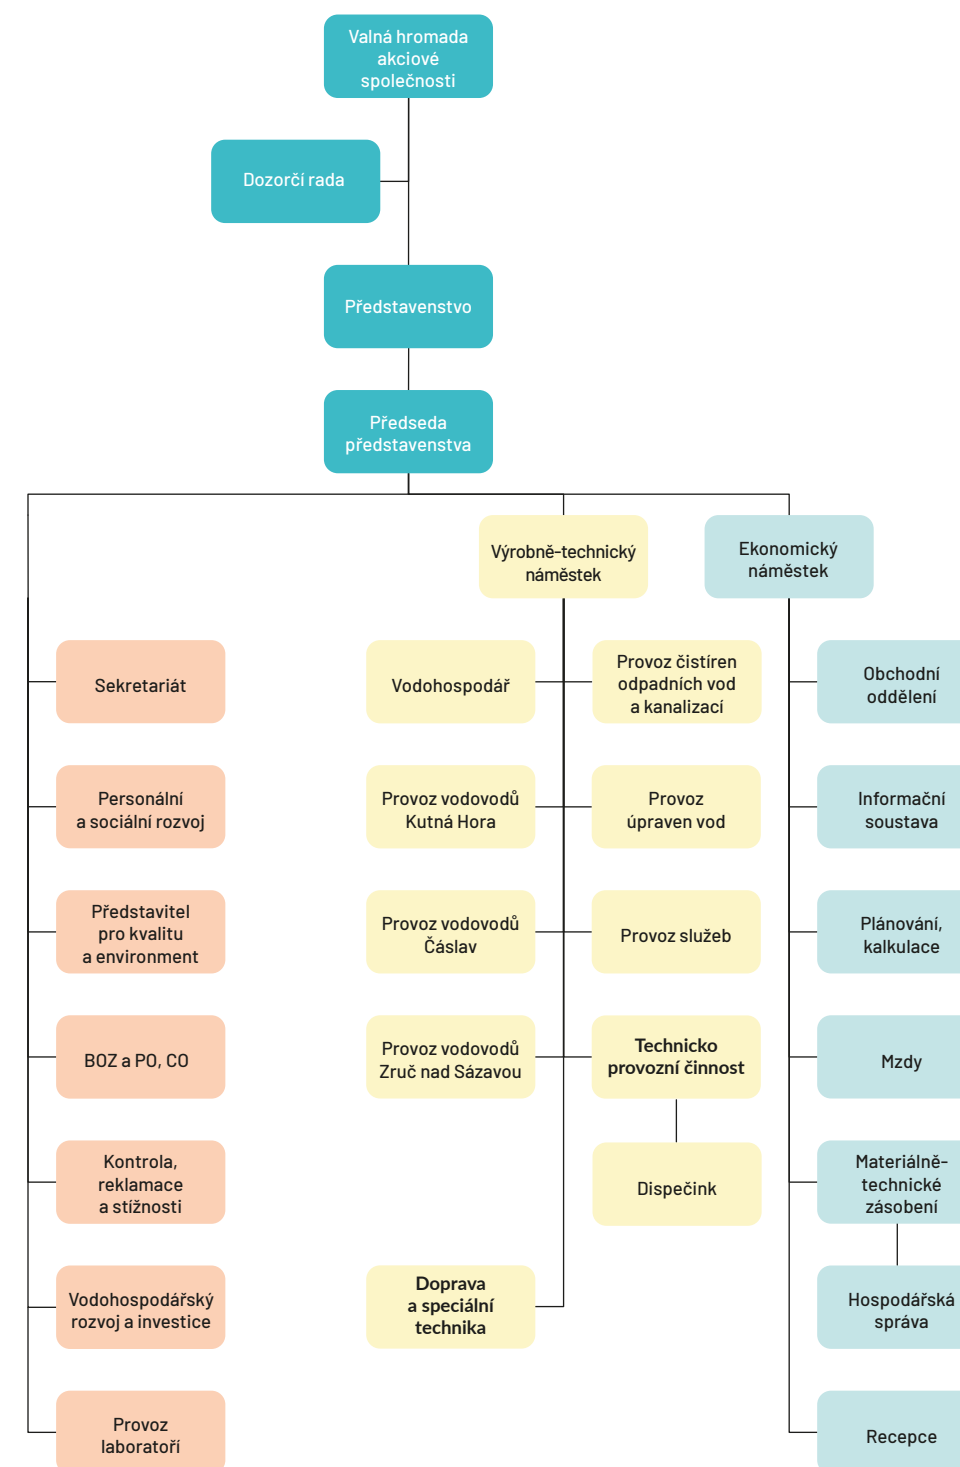 Valná hromada
akciové
společnosti
Dozorčí rada
Představenstvo
Předseda
představenstva
Výrobně-technický
náměstek
Ekonomický
náměstek
Sekretariát
Vodohospodář
Provoz čistíren
odpadních vod
a kanalizací
Obchodní
oddělení
Personální
a sociální rozvoj
Provoz vodovodů
Kutná Hora
Provoz
úpraven vod
Informační
soustava
Představitel
pro kvalitu
a environment
Provoz vodovodů
Čáslav
Provoz služeb
Plánování,
kalkulace
BOZ a PO, CO
Provoz vodovodů
Zruč nad Sázavou
Technicko
provozní činnost
Mzdy
Kontrola,
reklamace
a stížnosti
Dispečink
Materiálně-
technické
zásobení
Vodohospodářský
rozvoj a investice
Doprava
a speciální
technika
Hospodářská
správa
Provoz
laboratoří
Recepce